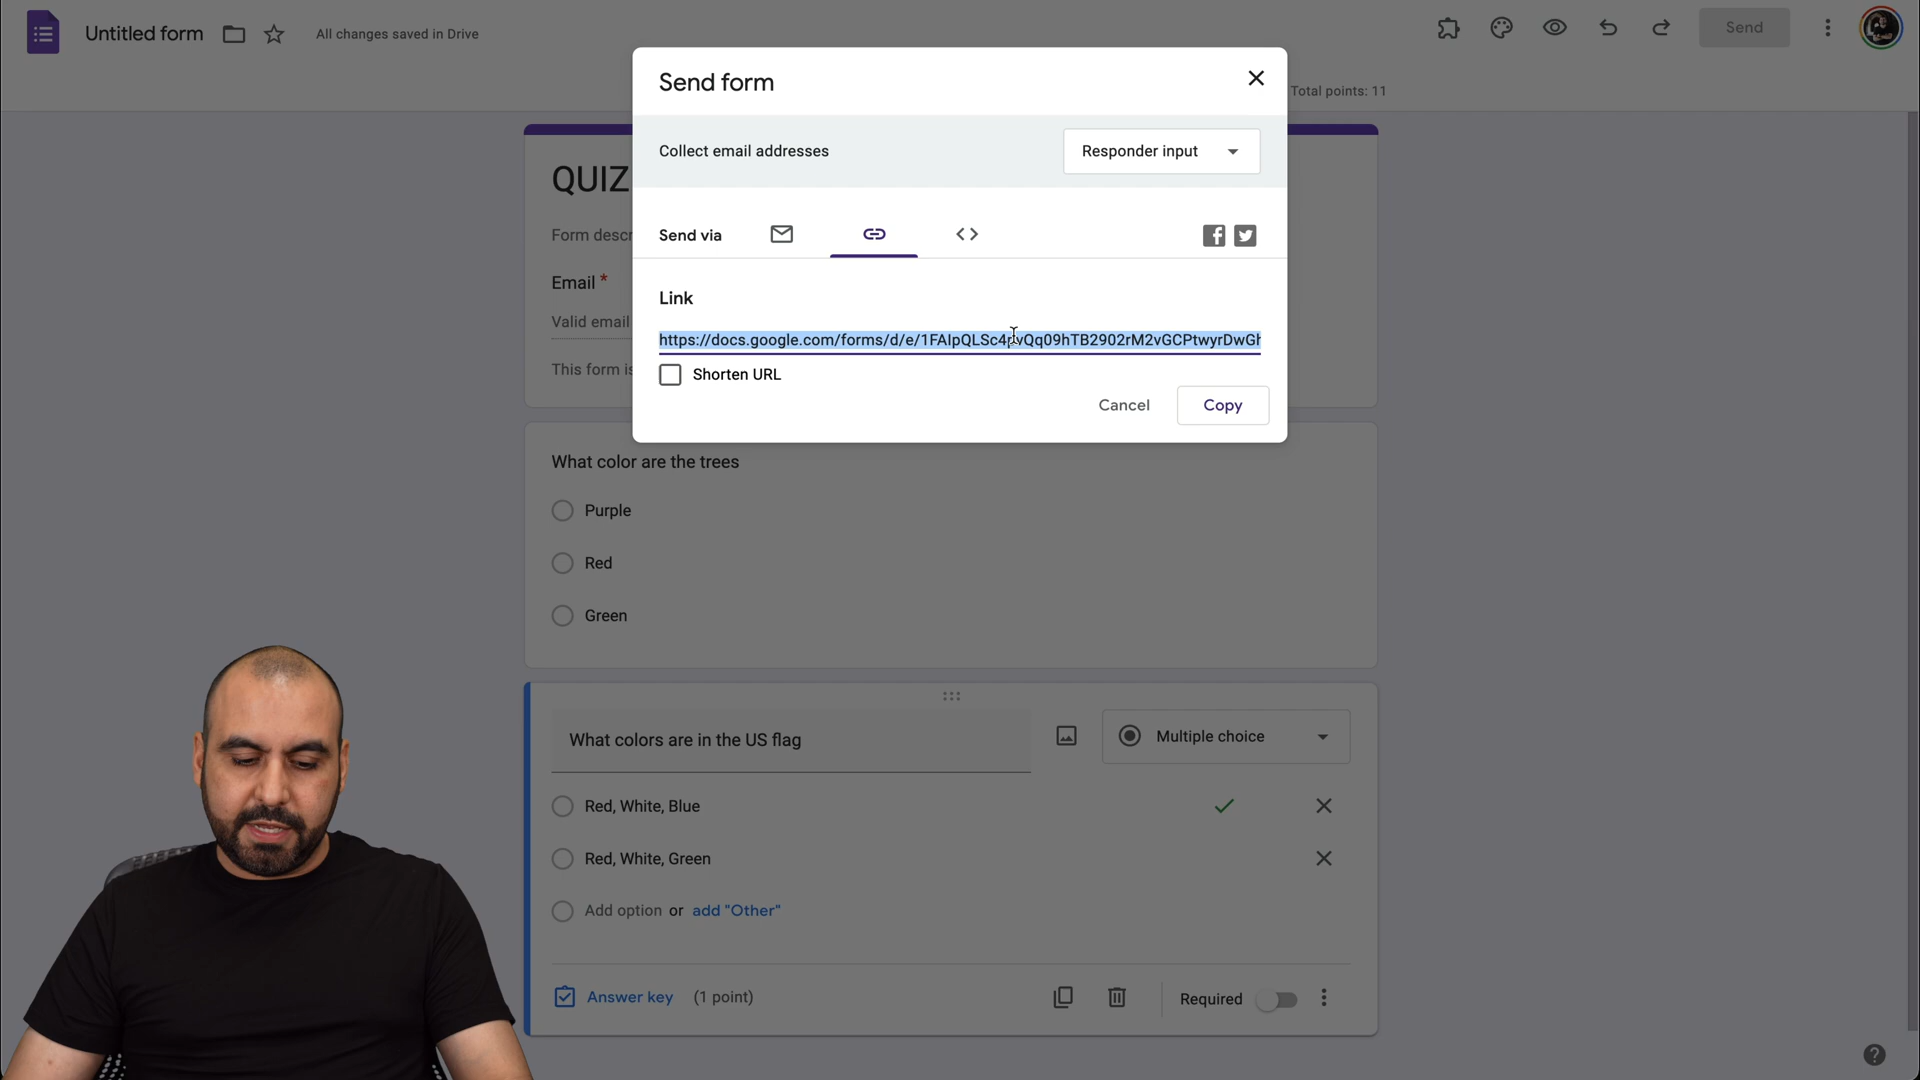 Untitled form
All changes saved in Drive
Send
Send form
Total points: 11
Collect email addresses
Responder input
QUIZ
Send via
Form descr
Email *
Link
Valid email
https://docs.google.com/forms/d/e/1FAIpQLSc4
vQq09hTB2902rM2vGCPtwyrDwGh
This form is
Shorten URL
Cancel
Copy
What color are the trees
Purple
Red
Green
What colors are in the US flag
Multiple choice
Red, White, Blue
Red, White, Green
Add option or add "Other"
Answer key (1 point)
Required